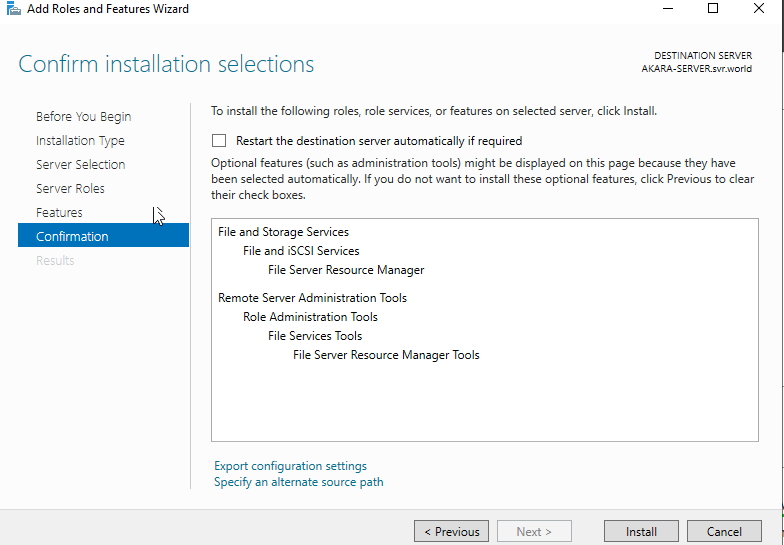 Add Roles and Features Wizard
Confirm installation selections
DESTINATION SERVER
AKARA-SERVER.svr.world
Before You Begin
Installation Type
Server Selection
Server Roles
Features
Confirmation
Results
To install the following roles, role services, or features on selected server, click Install.
Restart the destination server automatically if required
Optional features (such as administration tools) might be displayed on this page because they have
been selected automatically. If you do not want to install these optional features, click Previous to clear
their check boxes.
File and Storage Services
File and iSCSI Services
File Server Resource Manager
Remote Server Administration Tools
Role Administration Tools
File Services Tools
File Server Resource Manager Tools
Export configuration settings
Specify an alternate source path
< Previous
Next >
Install
Cancel